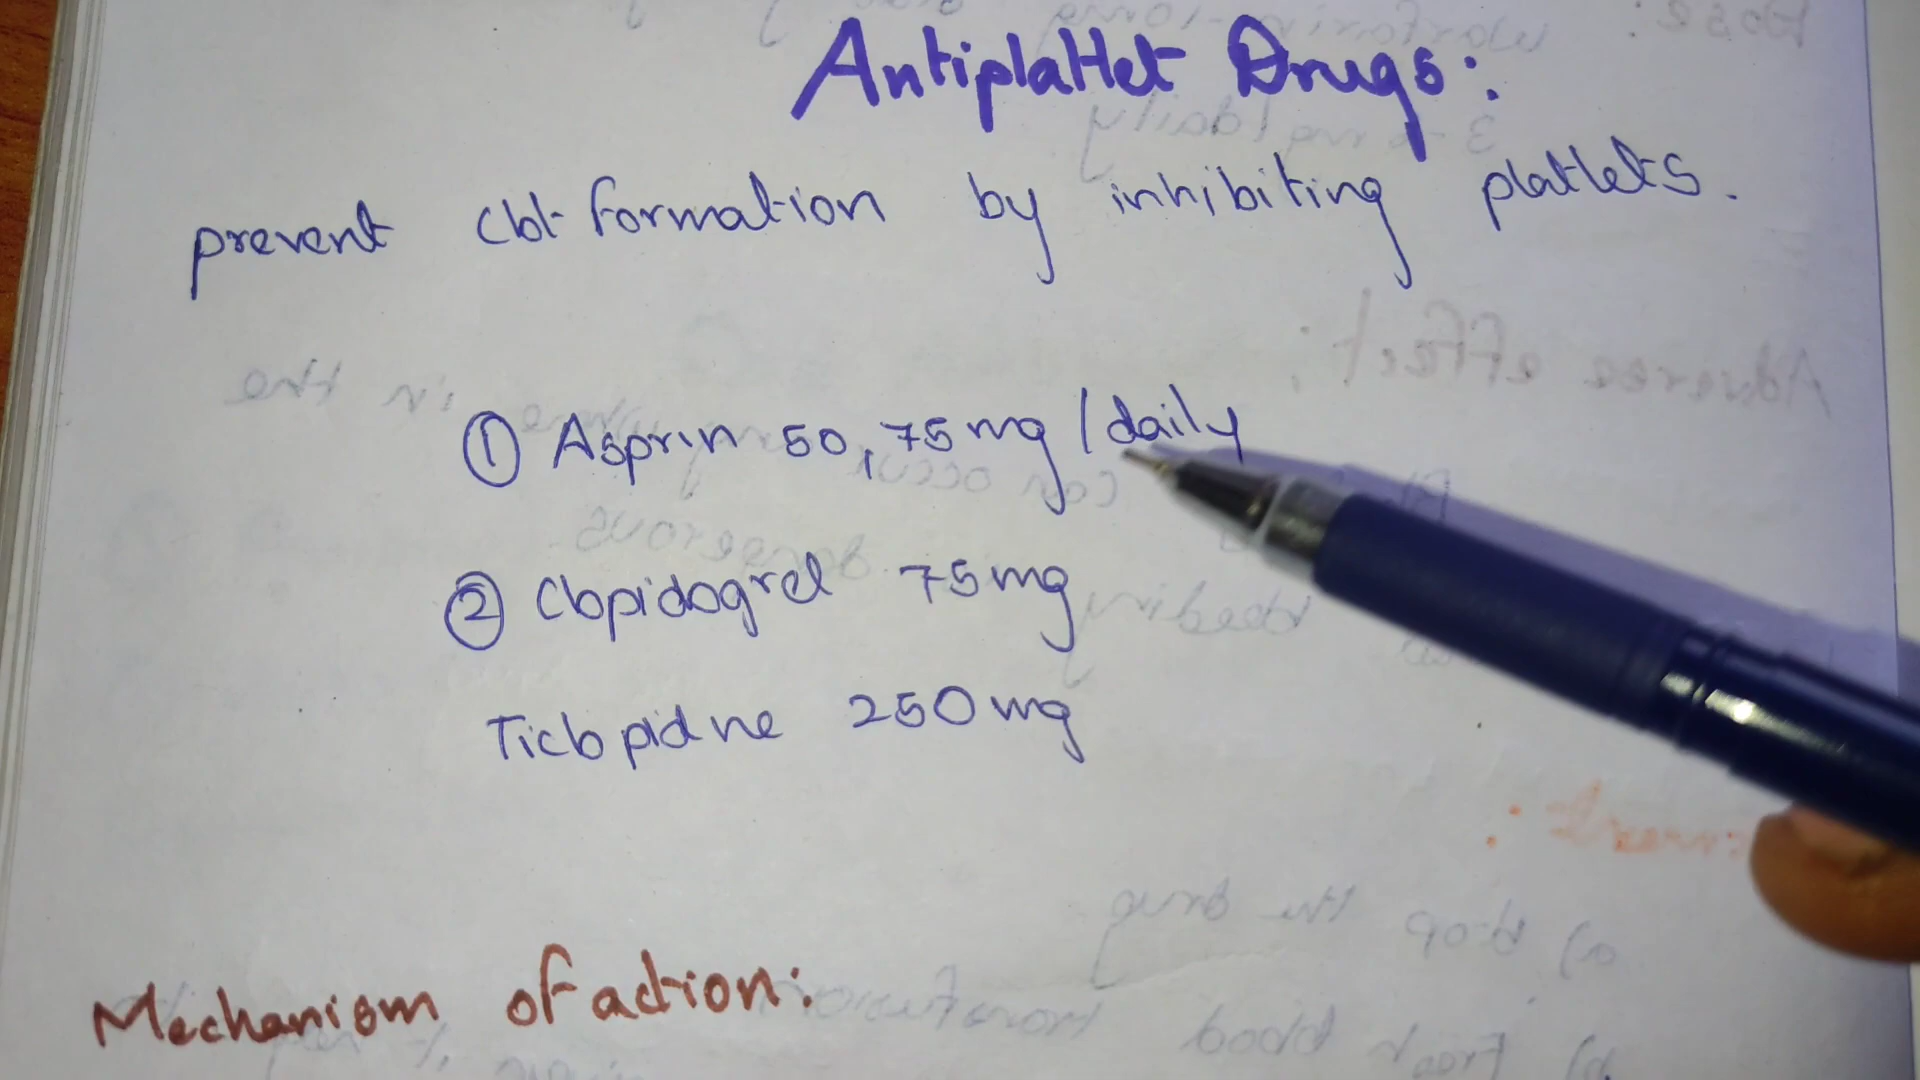 Antiplatlet Drugs:
prevent clot formation by inhibiting platlets.
① Asprin 50, 75 mg / daily
② Clopidogrel 75 mg
Ticlopidne 250 mg
Mechanism of action: